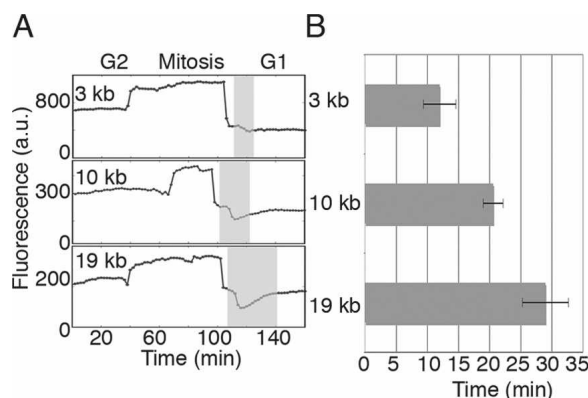 A
B
G2 Mitosis G1
3 kb
800
0
10 kb
300
0
19 kb
200
0
Fluorescence (a.u.)
20 60 100 140
Time (min)
3 kb
10 kb
19 kb
0 5 10 15 20 25 30 35
Time (min)